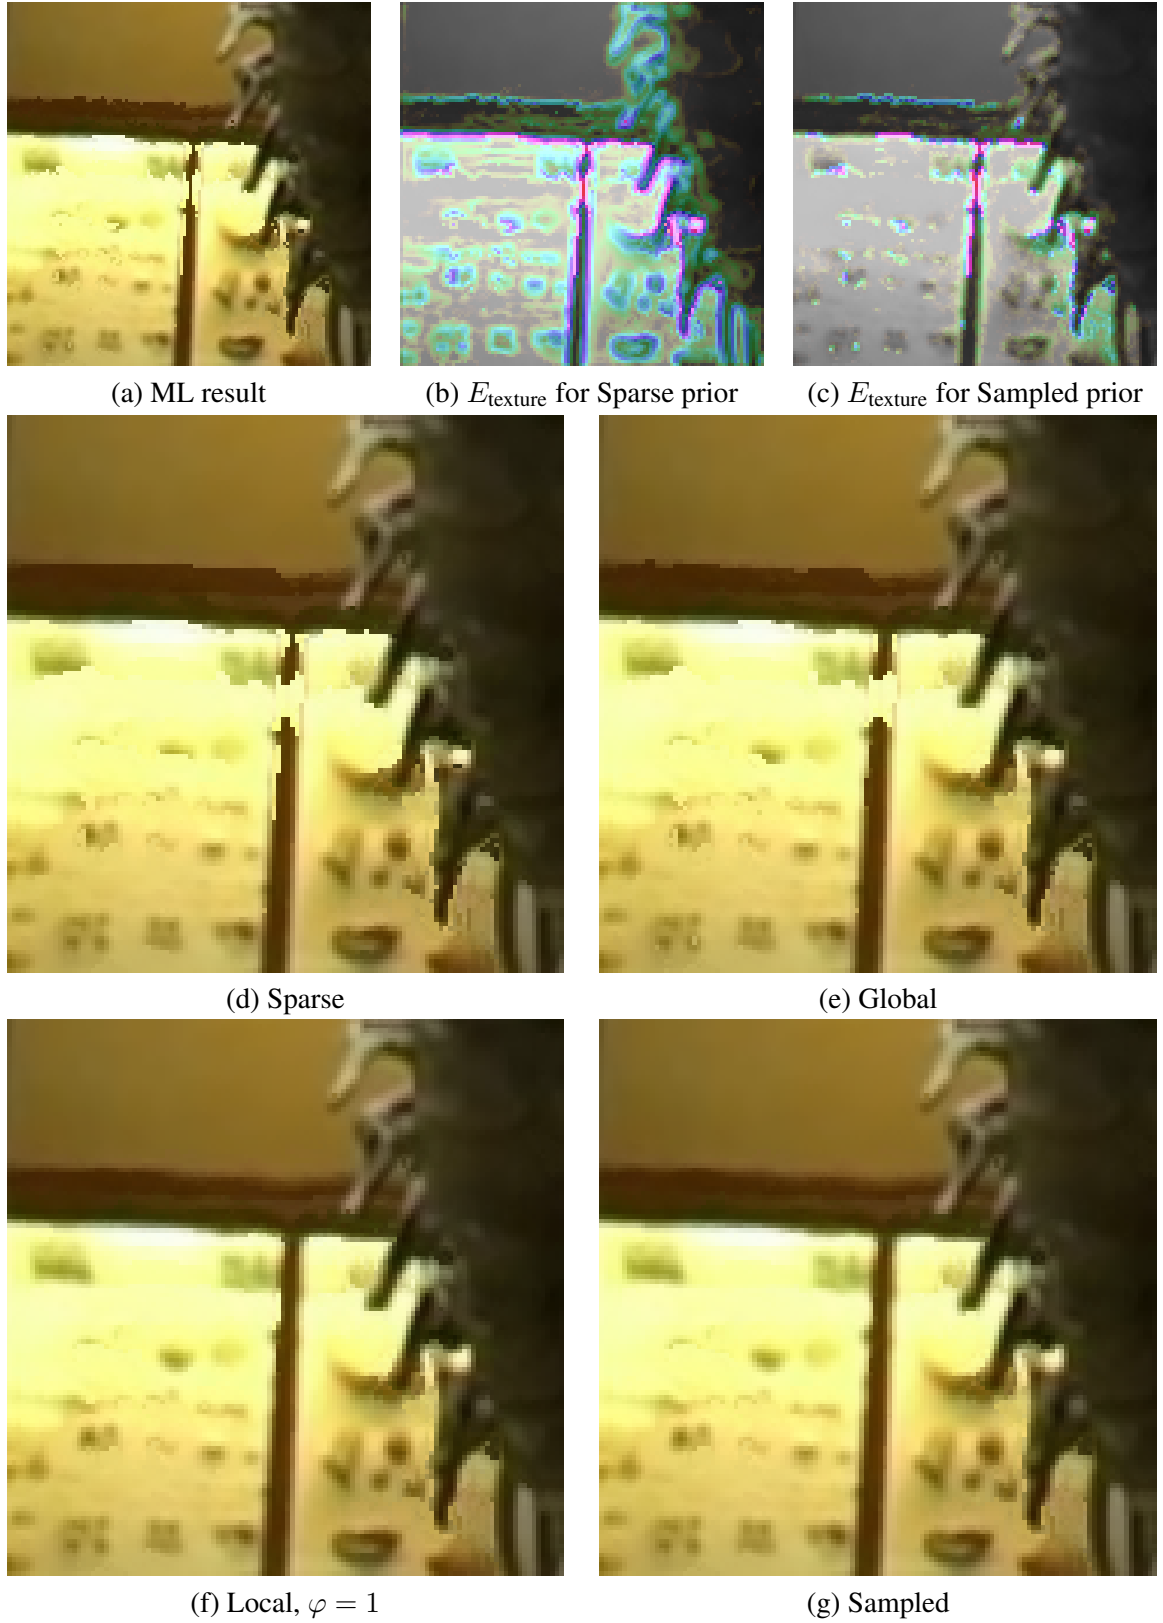 (a) ML result
(b) E_texture for Sparse prior
(c) E_texture for Sampled prior
(d) Sparse
(e) Global
(f) Local, φ = 1
(g) Sampled